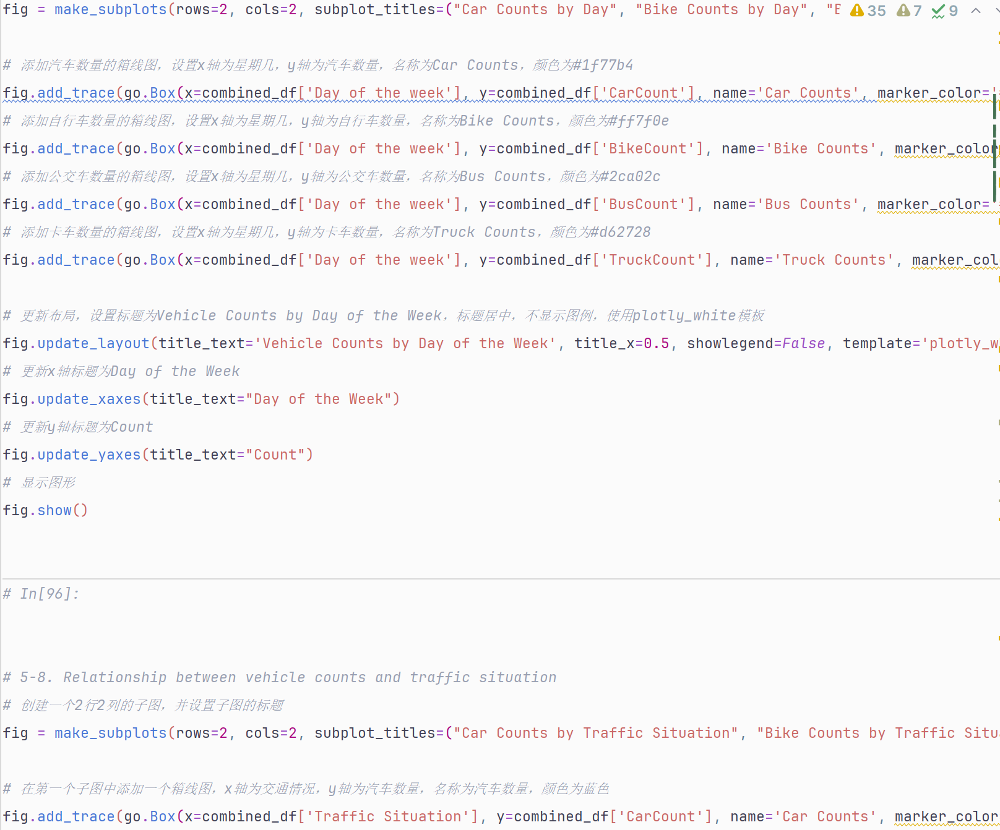 fig = make_subplots(rows=2, cols=2, subplot_titles=("Car Counts by Day", "Bike Counts by Day", "E 35 7 9
# 添加汽车数量的箱线图，设置x轴为星期几，y轴为汽车数量，名称为Car Counts，颜色为#1f77b4
fig.add_trace(go.Box(x=combined_df['Day of the week'], y=combined_df['CarCount'], name='Car Counts', marker_color='
# 添加自行车数量的箱线图，设置x轴为星期几，y轴为自行车数量，名称为Bike Counts，颜色为#ff7f0e
fig.add_trace(go.Box(x=combined_df['Day of the week'], y=combined_df['BikeCount'], name='Bike Counts', marker_color
# 添加公交车数量的箱线图，设置x轴为星期几，y轴为公交车数量，名称为Bus Counts，颜色为#2ca02c
fig.add_trace(go.Box(x=combined_df['Day of the week'], y=combined_df['BusCount'], name='Bus Counts', marker_color='
# 添加卡车数量的箱线图，设置x轴为星期几，y轴为卡车数量，名称为Truck Counts，颜色为#d62728
fig.add_trace(go.Box(x=combined_df['Day of the week'], y=combined_df['TruckCount'], name='Truck Counts', marker_col
# 更新布局，设置标题为Vehicle Counts by Day of the Week，标题居中，不显示图例，使用plotly_white模板
fig.update_layout(title_text='Vehicle Counts by Day of the Week', title_x=0.5, showlegend=False, template='plotly_w
# 更新x轴标题为Day of the Week
fig.update_xaxes(title_text="Day of the Week")
# 更新y轴标题为Count
fig.update_yaxes(title_text="Count")
# 显示图形
fig.show()
# In[96]:
# 5-8. Relationship between vehicle counts and traffic situation
# 创建一个2行2列的子图，并设置子图的标题
fig = make_subplots(rows=2, cols=2, subplot_titles=("Car Counts by Traffic Situation", "Bike Counts by Traffic Situ
# 在第一个子图中添加一个箱线图，x轴为交通情况，y轴为汽车数量，名称为汽车数量，颜色为蓝色
fig.add_trace(go.Box(x=combined_df['Traffic Situation'], y=combined_df['CarCount'], name='Car Counts', marker_color